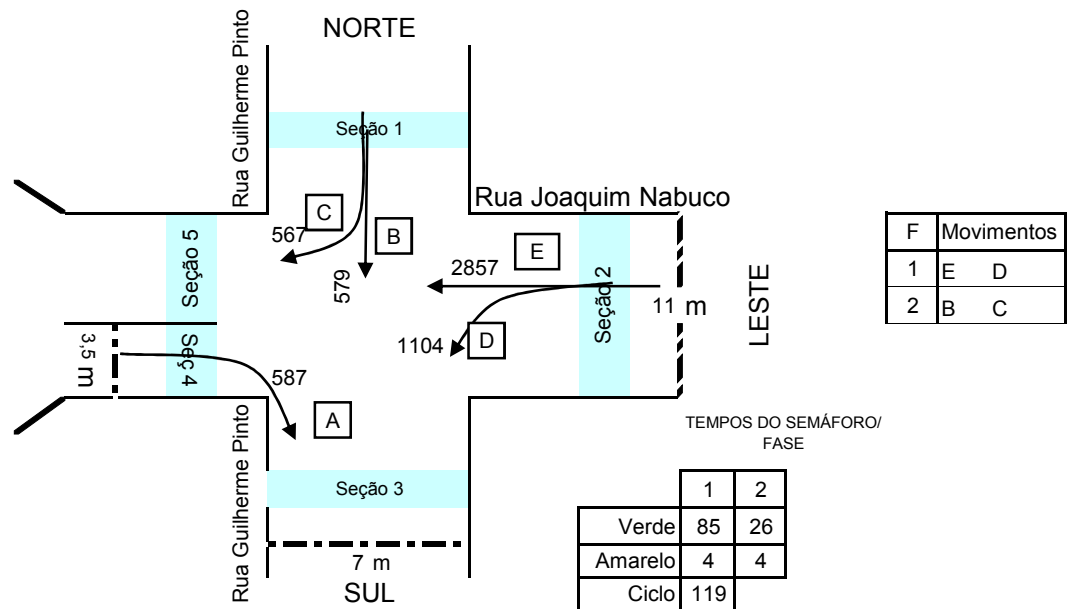 NORTE
Rua Guilherme Pinto
Seção 1
Rua Joaquim Nabuco
C
B
567
579
Seção 5
2857
E
Seção 2
11 m
LESTE
F Movimentos
1 E D
2 B C
3,5 m
Seç 4
1104
D
587
A
Rua Guilherme Pinto
Seção 3
7 m
SUL
TEMPOS DO SEMÁFORO/
FASE
1 2
Verde 85 26
Amarelo 4 4
Ciclo 119